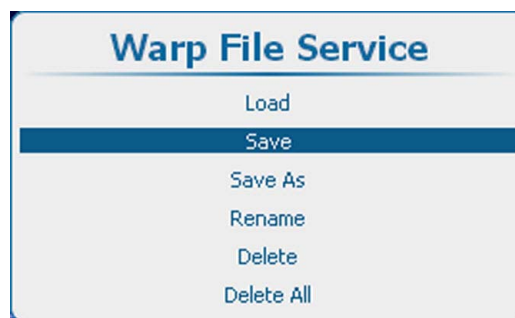 Warp File Service
Load
Save
Save As
Rename
Delete
Delete All